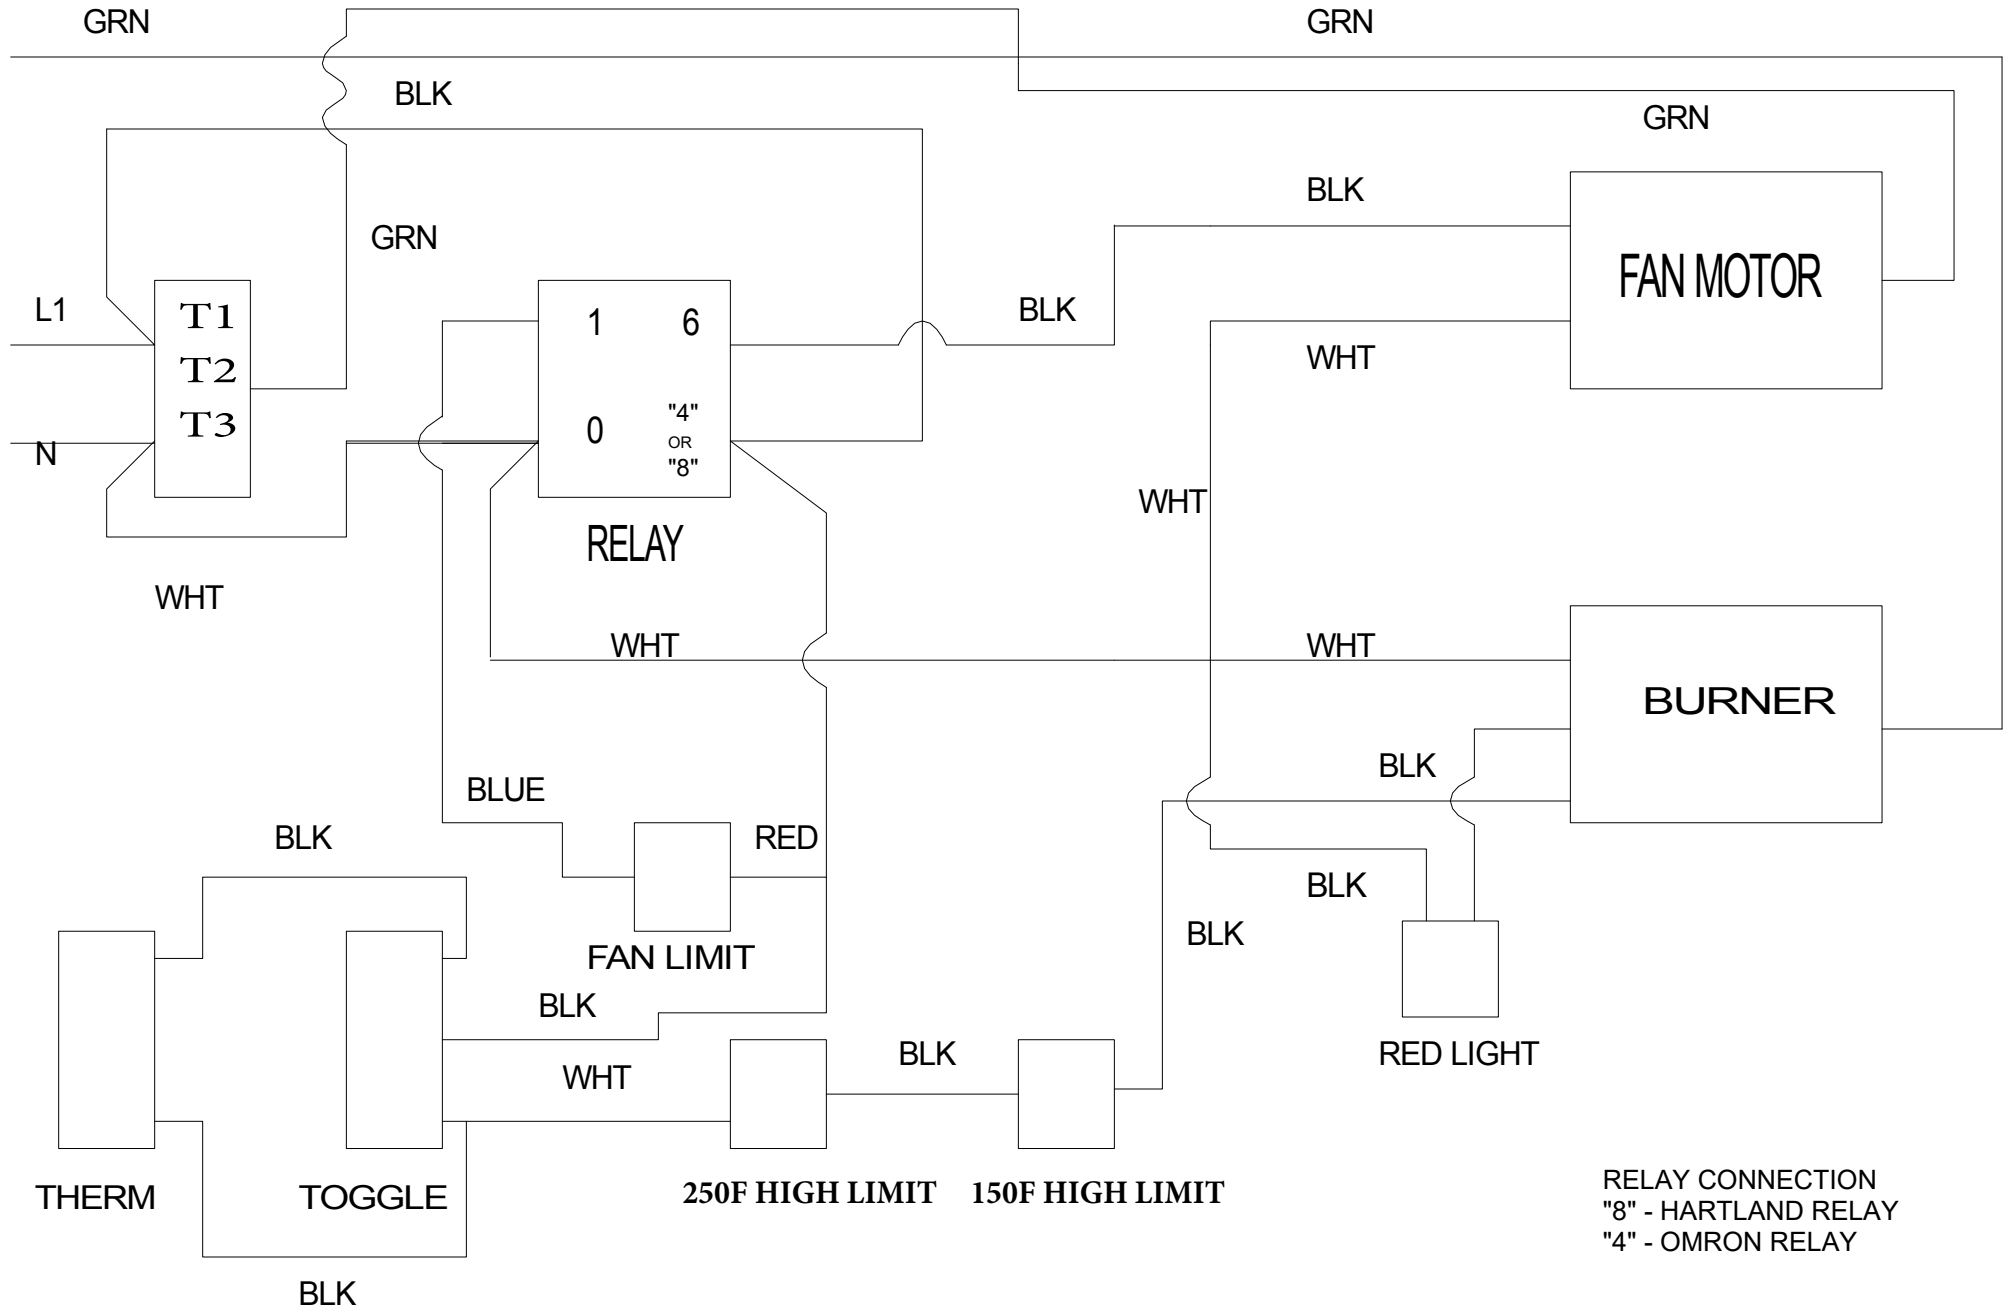 GRN
GRN
BLK
GRN
BLK
GRN
L1
T1
1
6
BLK
FAN MOTOR
T2
WHT
T3
0
"4"
OR
"8"
N
WHT
RELAY
WHT
WHT
WHT
BURNER
BLK
BLUE
BLK
RED
BLK
BLK
FAN LIMIT
BLK
BLK
RED LIGHT
WHT
THERM
TOGGLE
250F HIGH LIMIT
150F HIGH LIMIT
RELAY CONNECTION
"8" - HARTLAND RELAY
"4" - OMRON RELAY
BLK